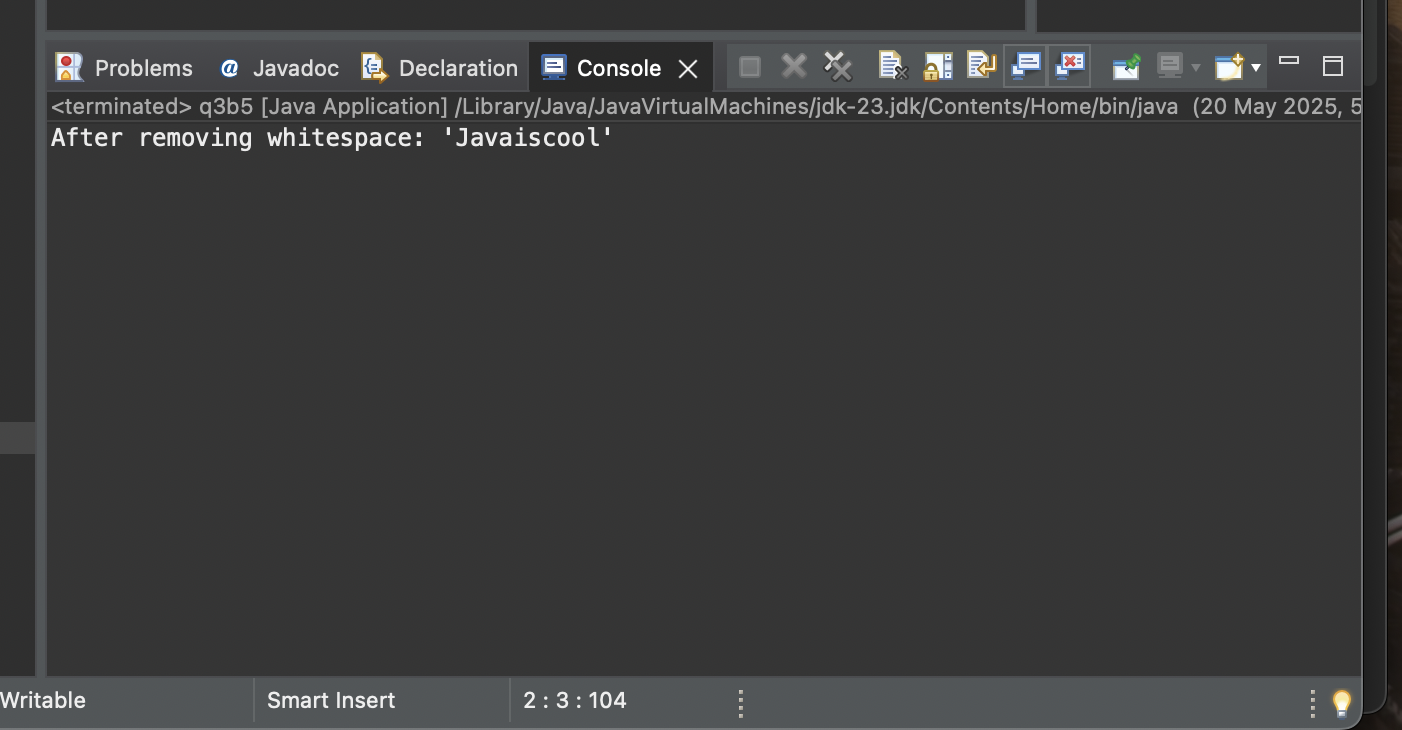 Problems @ Javadoc Declaration Console
<terminated> q3b5 [Java Application] /Library/Java/JavaVirtualMachines/jdk-23.jdk/Contents/Home/bin/java (20 May 2025, 5
After removing whitespace: 'Javaiscool'
Writable Smart Insert 2 : 3 : 104